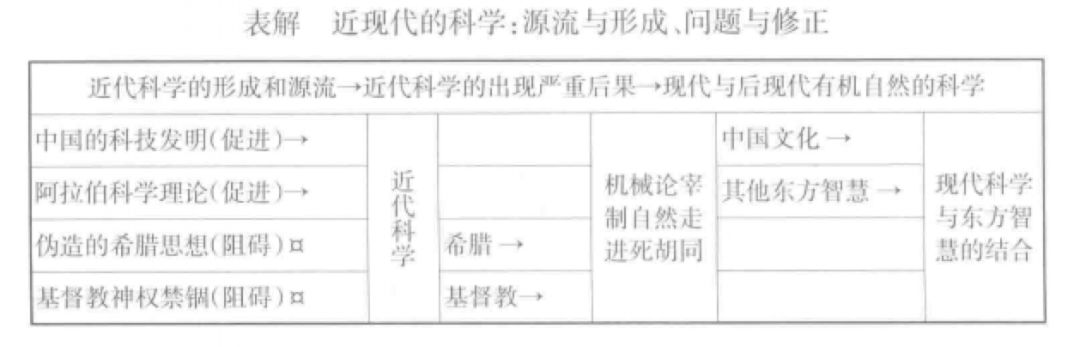 表解 近现代的科学:源流与形成、问题与修正
近代科学的形成和源流→近代科学的出现严重后果→现代与后现代有机自然的科学
中国的科技发明(促进)→
阿拉伯科学理论(促进)→
伪造的希腊思想(阻碍)¤
基督教神权禁锢(阻碍)¤
近代科学
希腊→
基督教→
机械论宰
制自然走
进死胡同
中国文化→
其他东方智慧→
现代科学
与东方智
慧的结合